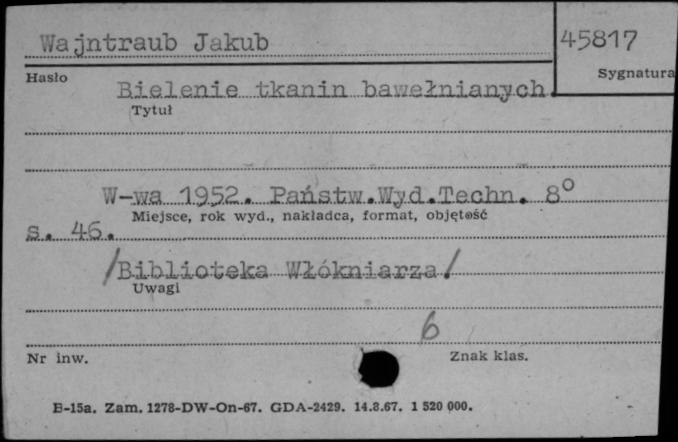 Wajntraub Jakub
45817
Hasło
Sygnatura
Bielenie tkanin bawełnianych.
Tytuł
W-wa 1952. Państw.Wyd.Techn. 8°
Miejsce, rok wyd., nakładca, format, objętość
s. 46.
/Biblioteka Włókniarza/
Uwagi
6
Nr inw.
Znak klas.
B-15a. Zam. 1278-DW-On-67. GDA-2429. 14.8.67. 1 520 000.